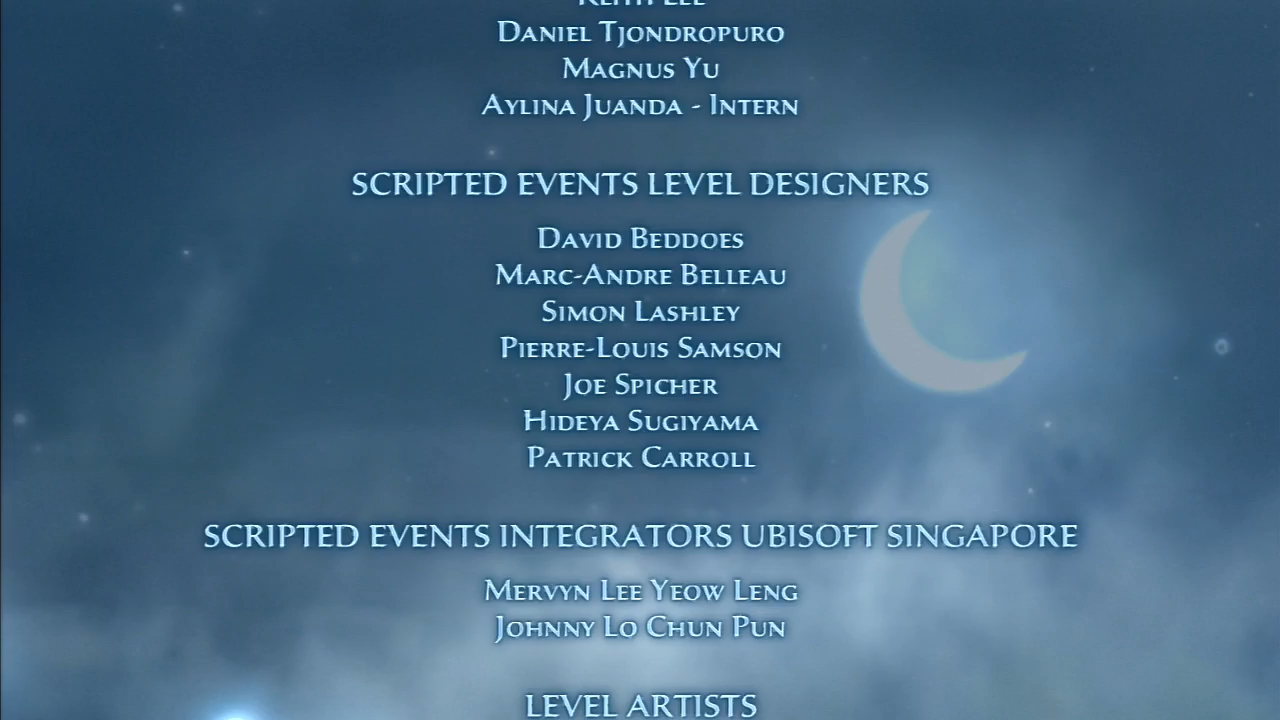 Keith Lee
Daniel Tjondropuro
Magnus Yu
Aylina Juanda - Intern
SCRIPTED EVENTS LEVEL DESIGNERS
David Beddoes
Marc-Andre Belleau
Simon Lashley
Pierre-Louis Samson
Joe Spicher
Hideya Sugiyama
Patrick Carroll
SCRIPTED EVENTS INTEGRATORS UBISOFT SINGAPORE
Mervyn Lee Yeow Leng
Johnny Lo Chun Pun
LEVEL ARTISTS